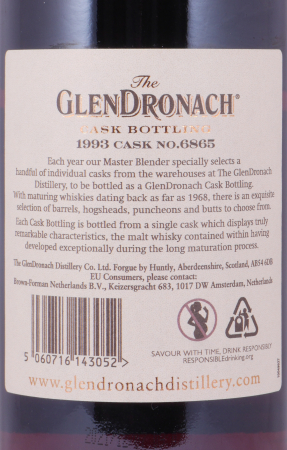 The
GLENDRONACH®
CASK BOTTLING
1993 CASK NO.6865
Each year our Master Blender specially selects a
handful of individual casks from the warehouses at The GlenDronach
Distillery, to be bottled as a GlenDronach Cask Bottling.
With maturing whiskies dating back as far as 1968, there is an exquisite
selection of barrels, hogsheads, puncheons and butts to choose from.
Each Cask Bottling is bottled from a single cask which displays truly
remarkable characteristics, the malt whisky contained within having
developed exceptionally during the long maturation process.
The GlenDronach Distillery Co. Ltd. Forgue by Huntly, Aberdeenshire, Scotland, AB54 6DB
EU Consumers, please contact:
Brown-Forman Netherlands B.V., Keizersgracht 683, 1017 DW Amsterdam, Netherlands
5 060716 143052 >
SAVOUR WITH TIME, DRINK RESPONSIBLY
RESPONSIBLEdrinking.org
www.glendronachdistillery.com